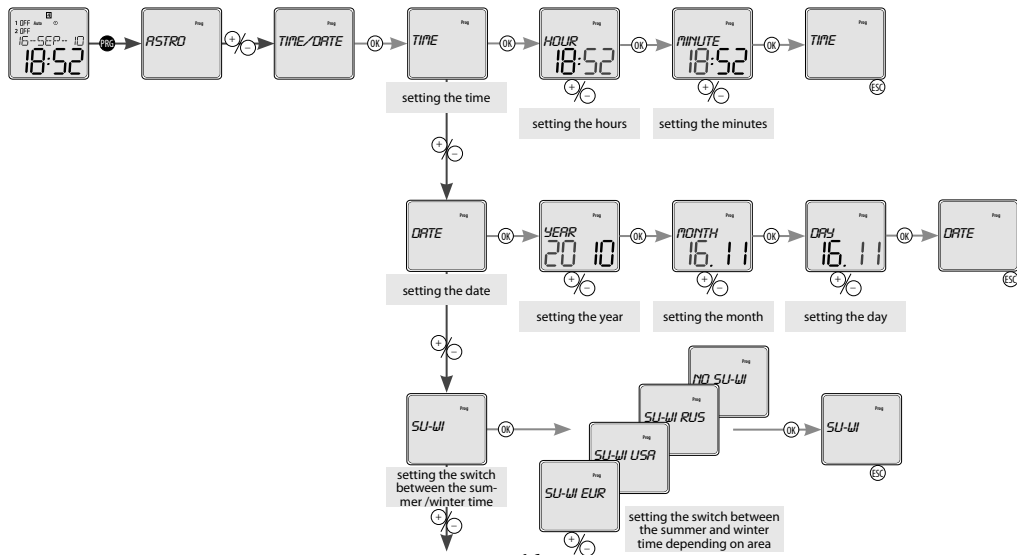 1 OFF Auto
2 OFF
16-SEP-10
18:52
PRG
Prog
ASTRO
+/−
Prog
TIME/DATE
OK
Prog
TIME
OK
Prog
HOUR
18:52
+/−
OK
Prog
MINUTE
18:52
+/−
OK
Prog
TIME
ESC
setting the time
setting the hours
setting the minutes
+/−
Prog
DATE
OK
Prog
YEAR
20 10
+/−
OK
Prog
MONTH
16. 11
+/−
OK
Prog
DAY
16. 11
+/−
OK
Prog
DATE
ESC
setting the date
setting the year
setting the month
setting the day
+/−
Prog
SU-WI
OK
Prog
NO SU-WI
Prog
SU-WI RUS
Prog
SU-WI USA
Prog
SU-WI EUR
+/−
OK
Prog
SU-WI
ESC
setting the switch
between the sum-
mer /winter time
+/−
setting the switch between
the summer and winter
time depending on area